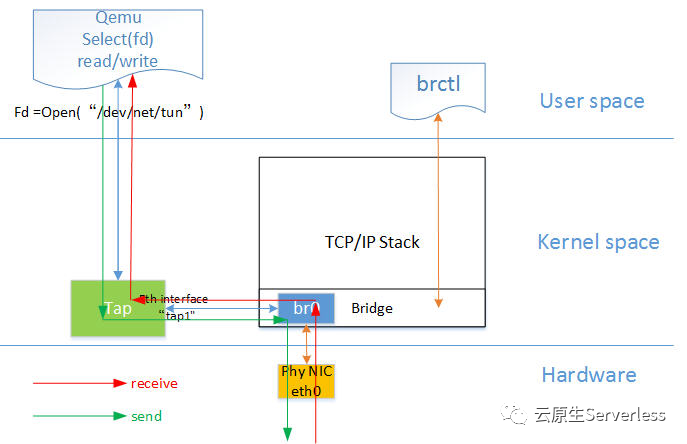 Qemu
Select(fd)
read/write
brctl
User space
Fd =Open(“/dev/net/tun”)
TCP/IP Stack
Kernel space
Tap
Eth interface
“tap1”
br0
Bridge
Phy NIC
eth0
Hardware
receive
send
云原生Serverless